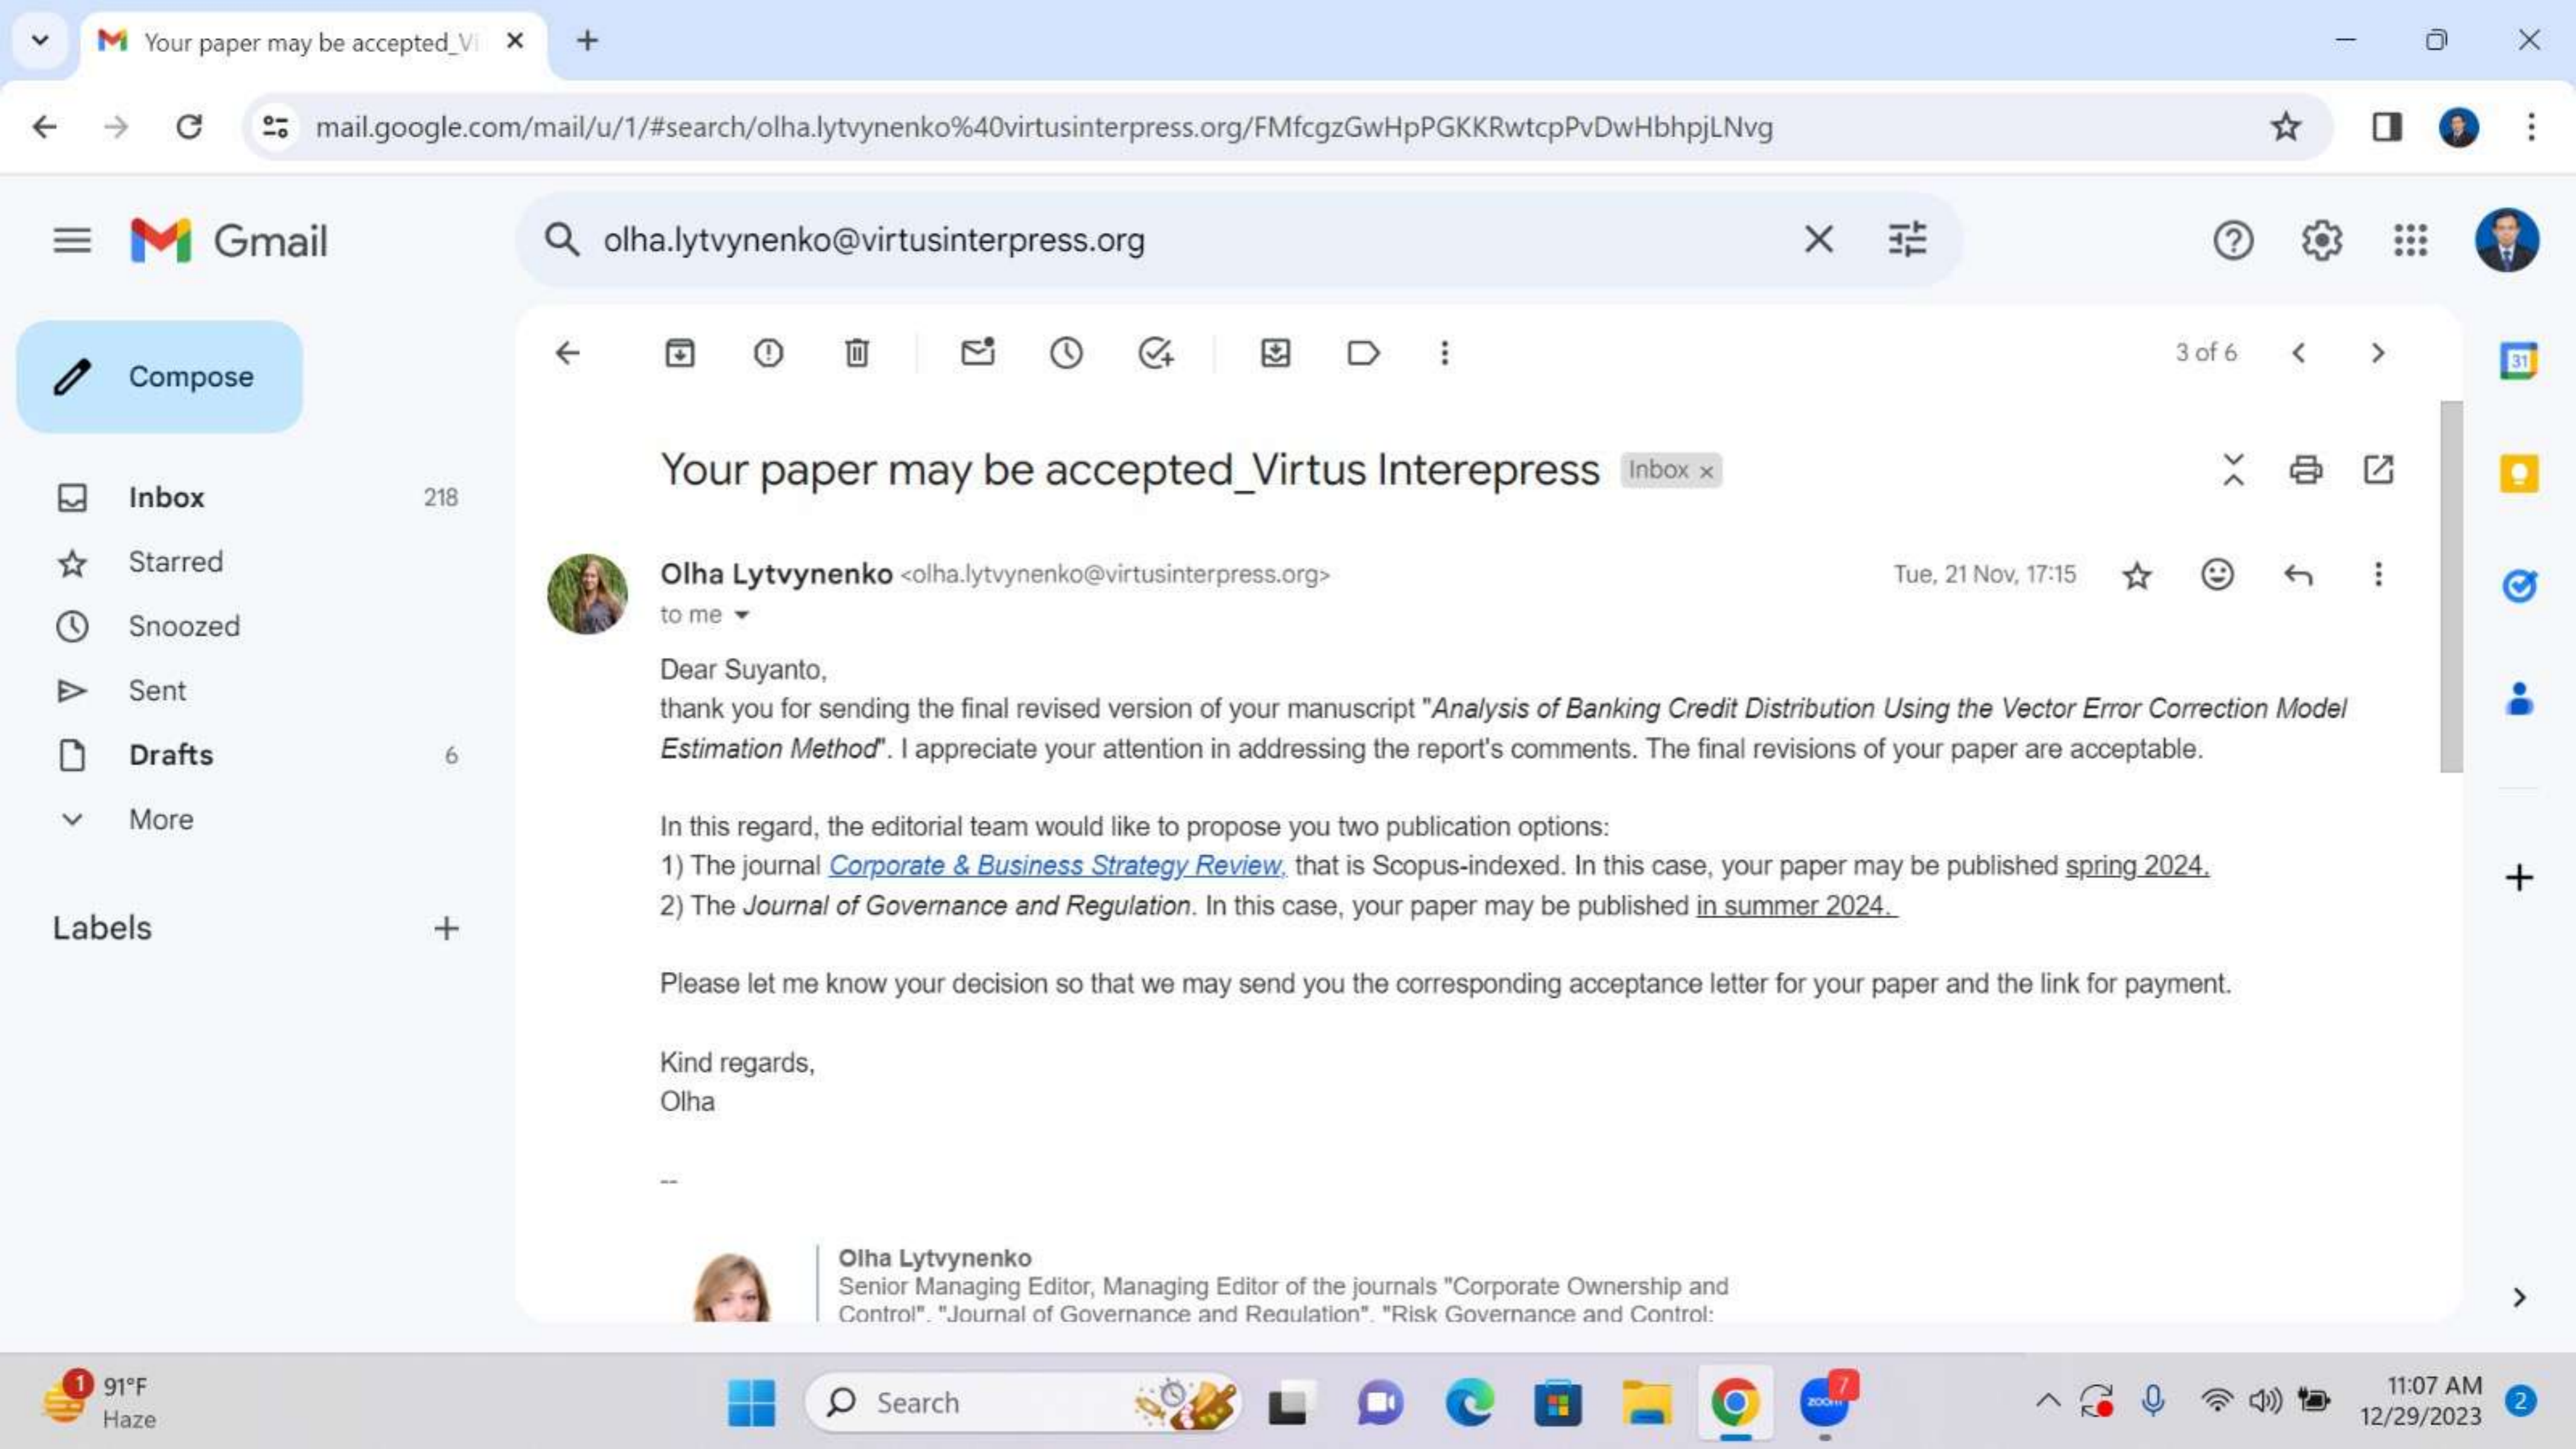 Your paper may be accepted_Vi
mail.google.com/mail/u/1/#search/olha.lytvynenko%40virtusinterpress.org/FMfcgzGwHpPGKKRwtcpPvDwHbhpjLNvg
Gmail
olha.lytvynenko@virtusinterpress.org
Compose
3 of 6
31
Your paper may be accepted_Virtus Interepress Inbox ×
Inbox 218
Starred
Snoozed
Sent
Drafts 6
More
Labels
Olha Lytvynenko <olha.lytvynenko@virtusinterpress.org> Tue, 21 Nov, 17:15
to me
Dear Suyanto,
thank you for sending the final revised version of your manuscript "Analysis of Banking Credit Distribution Using the Vector Error Correction Model
Estimation Method". I appreciate your attention in addressing the report's comments. The final revisions of your paper are acceptable.
In this regard, the editorial team would like to propose you two publication options:
1) The journal Corporate & Business Strategy Review, that is Scopus-indexed. In this case, your paper may be published spring 2024.
2) The Journal of Governance and Regulation. In this case, your paper may be published in summer 2024.
Please let me know your decision so that we may send you the corresponding acceptance letter for your paper and the link for payment.
Kind regards,
Olha
--
Olha Lytvynenko
Senior Managing Editor, Managing Editor of the journals "Corporate Ownership and
Control", "Journal of Governance and Regulation", "Risk Governance and Control:
1
91°F
Haze
Search
zoom
7
11:07 AM
12/29/2023
2